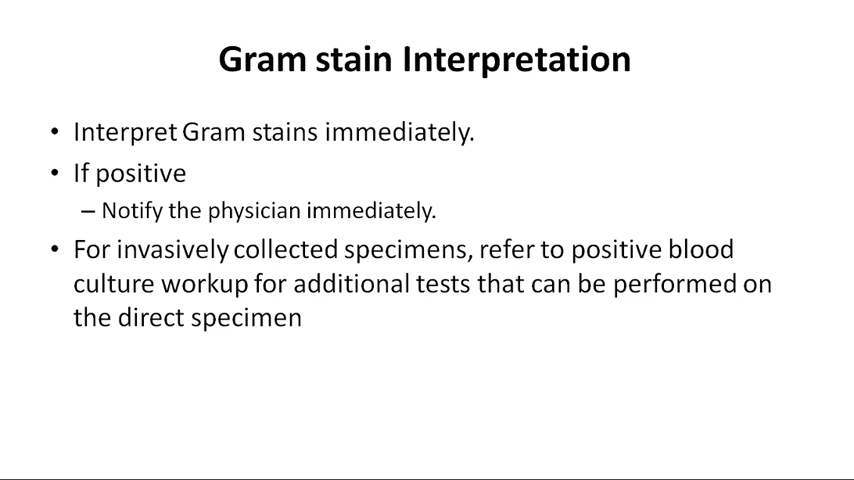 Gram stain Interpretation
• Interpret Gram stains immediately.
• If positive
– Notify the physician immediately.
• For invasively collected specimens, refer to positive blood
culture workup for additional tests that can be performed on
the direct specimen